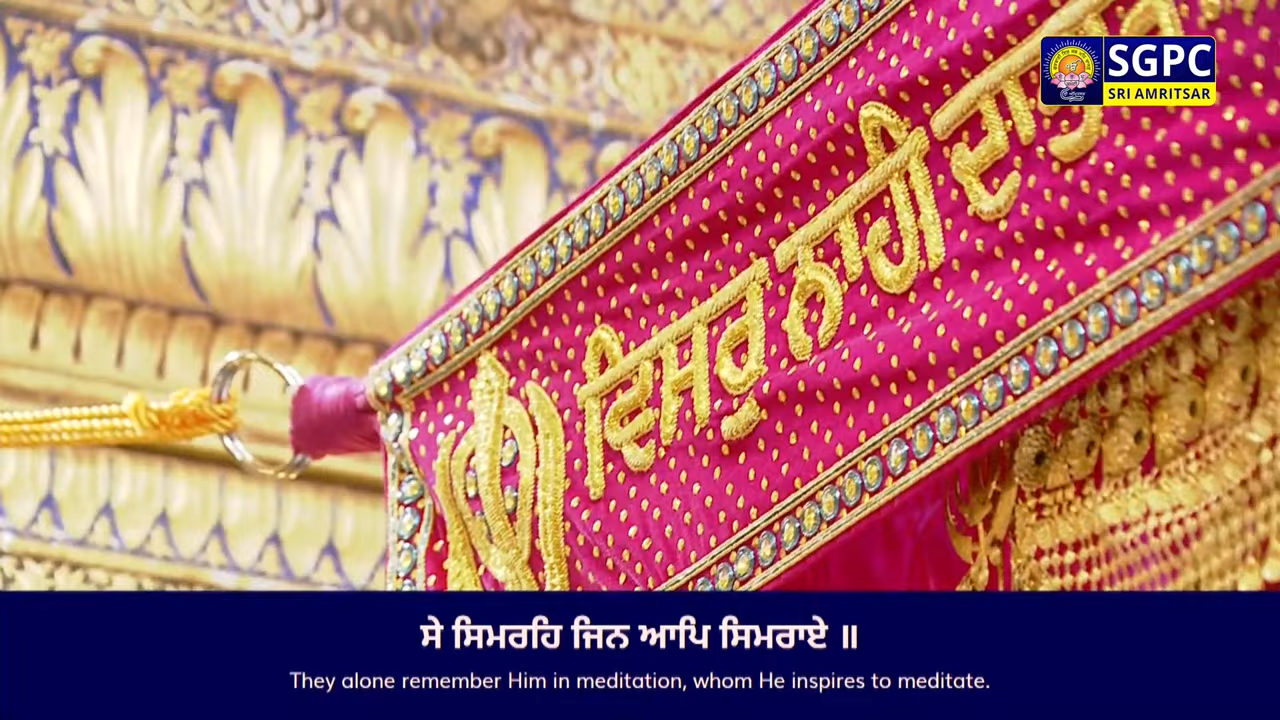 SGPC
SRI AMRITSAR
ਵਿਸਰੁ ਨਾਹੀ
ਸੇ ਸਿਮਰਹਿ ਜਿਨ ਆਪਿ ਸਿਮਰਾਏ ॥
They alone remember Him in meditation, whom He inspires to meditate.